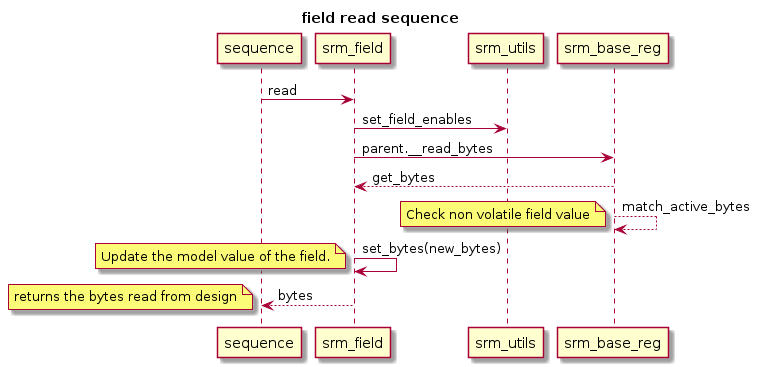 field read sequence
sequence
srm_field
srm_utils
srm_base_reg
read
set_field_enables
parent.__read_bytes
get_bytes
Check non volatile field value
match_active_bytes
Update the model value of the field.
set_bytes(new_bytes)
returns the bytes read from design
bytes
sequence
srm_field
srm_utils
srm_base_reg